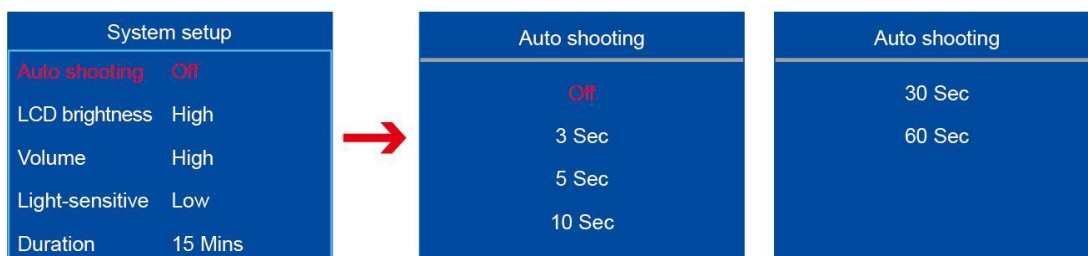 System setup
Auto shooting Off
LCD brightness High
Volume High
Light-sensitive Low
Duration 15 Mins
Auto shooting
Off
3 Sec
5 Sec
10 Sec
Auto shooting
30 Sec
60 Sec